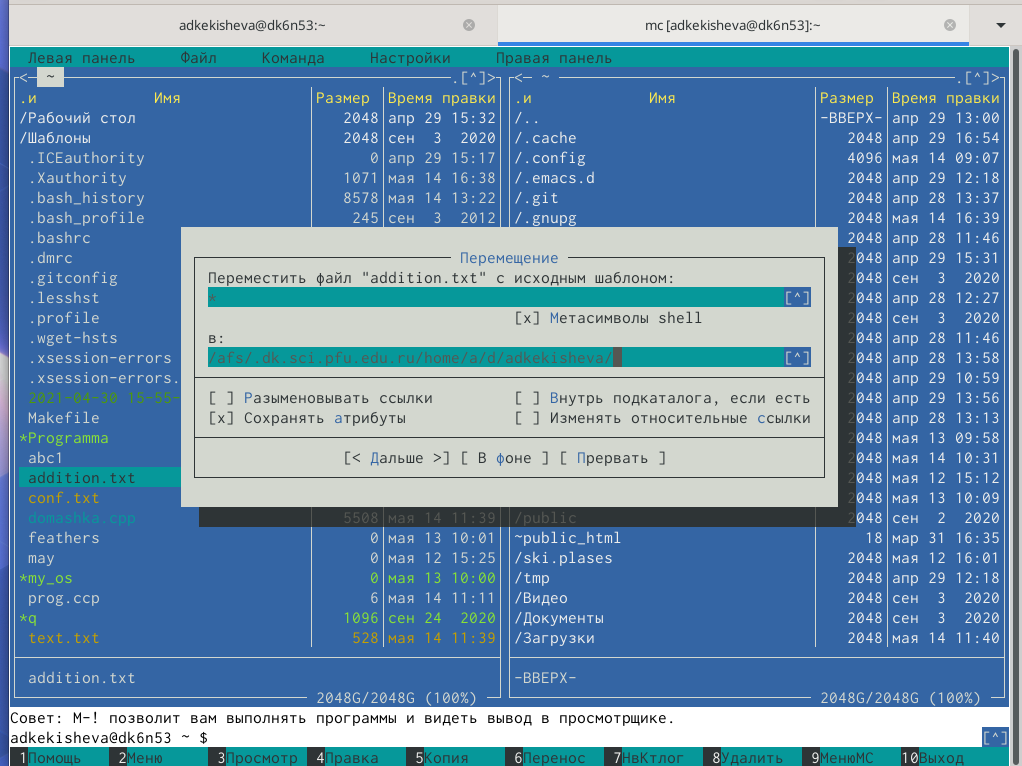 adkekisheva@dk6n53:~ mc [adkekisheva@dk6n53]:~
Левая панель Файл Команда Настройки Правая панель
<- ~ .[^]> <- ~ .[^]>
.и Имя Размер Время правки .и Имя Размер Время правки
/Рабочий стол 2048 апр 29 15:32 /.. -ВВЕРХ- апр 29 13:00
/Шаблоны 2048 сен 3 2020 /.cache 2048 апр 29 16:54
.ICEauthority 0 апр 29 15:17 /.config 4096 мая 14 09:07
.Xauthority 1071 мая 14 16:38 /.emacs.d 2048 апр 29 12:18
.bash_history 8578 мая 14 13:22 /.git 2048 апр 28 13:37
.bash_profile 245 сен 3 2012 /.gnupg 2048 мая 14 16:39
.bashrc 2048 апр 28 11:46
.dmrc Перемещение 2048 апр 29 15:31
.gitconfig Переместить файл "addition.txt" с исходным шаблоном: 2048 сен 3 2020
.lesshst * [^] 2048 апр 28 12:27
.profile [x] Метасимволы shell 2048 сен 3 2020
.wget-hsts в: 2048 апр 28 11:46
.xsession-errors /afs/.dk.sci.pfu.edu.ru/home/a/d/adkekisheva/ [^] 2048 апр 28 13:58
.xsession-errors. 2048 апр 29 10:59
2021-04-30 15-55- [ ] Разыменовывать ссылки [ ] Внутрь подкаталога, если есть 2048 апр 29 13:56
Makefile [x] Сохранять атрибуты [ ] Изменять относительные ссылки 2048 апр 28 13:13
*Programma 2048 мая 13 09:58
abc1 [< Дальше >] [ В фоне ] [ Прервать ] 2048 мая 14 10:31
addition.txt 2048 мая 12 15:12
conf.txt 2048 мая 13 10:09
domashka.cpp 5508 мая 14 11:39 /public 2048 сен 2 2020
feathers 0 мая 13 10:01 ~public_html 18 мар 31 16:35
may 0 мая 12 15:25 /ski.plases 2048 мая 12 16:01
*my_os 0 мая 13 10:00 /tmp 2048 апр 29 12:18
prog.ccp 6 мая 14 11:11 /Видео 2048 сен 3 2020
*q 1096 сен 24 2020 /Документы 2048 сен 3 2020
text.txt 528 мая 14 11:39 /Загрузки 2048 мая 14 11:40
addition.txt -ВВЕРХ-
2048G/2048G (100%) 2048G/2048G (100%)
Совет: M-! позволит вам выполнять программы и видеть вывод в просмотрщике.
adkekisheva@dk6n53 ~ $ [^]
1Помощь 2Меню 3Просмотр 4Правка 5Копия 6Перенос 7НвКтлог 8Удалить 9МенюМС 10Выход